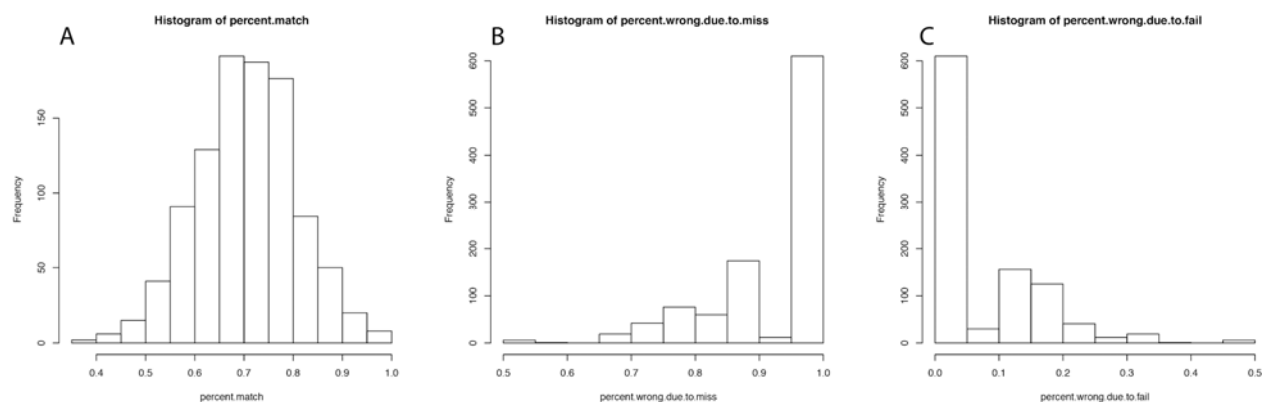 A
Histogram of percent.match
Frequency
0
50
100
150
0.4 0.5 0.6 0.7 0.8 0.9 1.0
percent.match
B
Histogram of percent.wrong.due.to.miss
Frequency
0
100
200
300
400
500
600
0.5 0.6 0.7 0.8 0.9 1.0
percent.wrong.due.to.miss
C
Histogram of percent.wrong.due.to.fail
Frequency
0
100
200
300
400
500
600
0.0 0.1 0.2 0.3 0.4 0.5
percent.wrong.due.to.fail